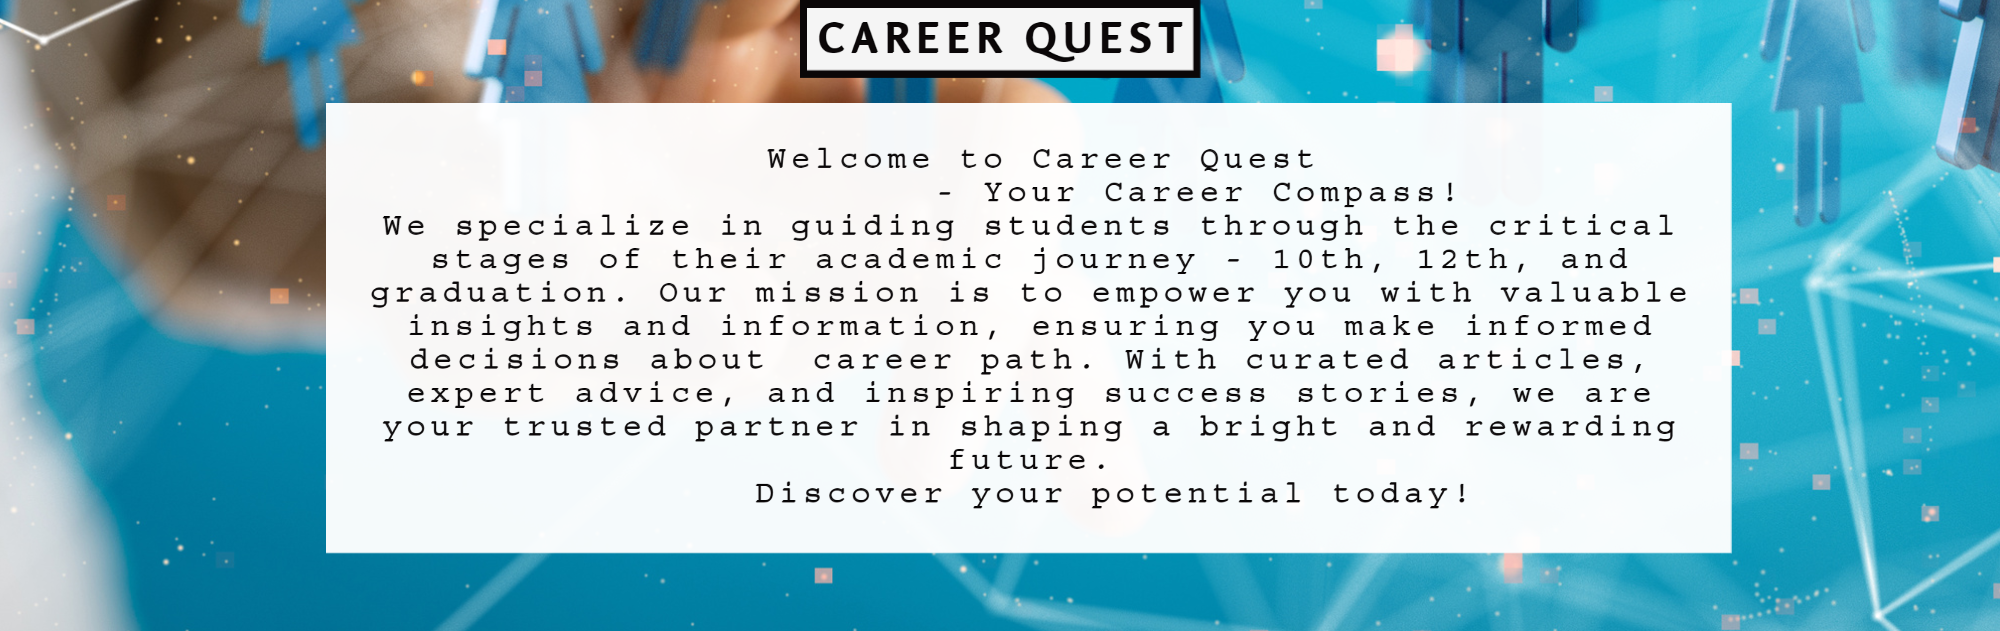 CAREER QUEST
Welcome to Career Quest
- Your Career Compass!
We specialize in guiding students through the critical
stages of their academic journey - 10th, 12th, and
graduation. Our mission is to empower you with valuable
insights and information, ensuring you make informed
decisions about  career path. With curated articles,
expert advice, and inspiring success stories, we are
your trusted partner in shaping a bright and rewarding
future.
Discover your potential today!